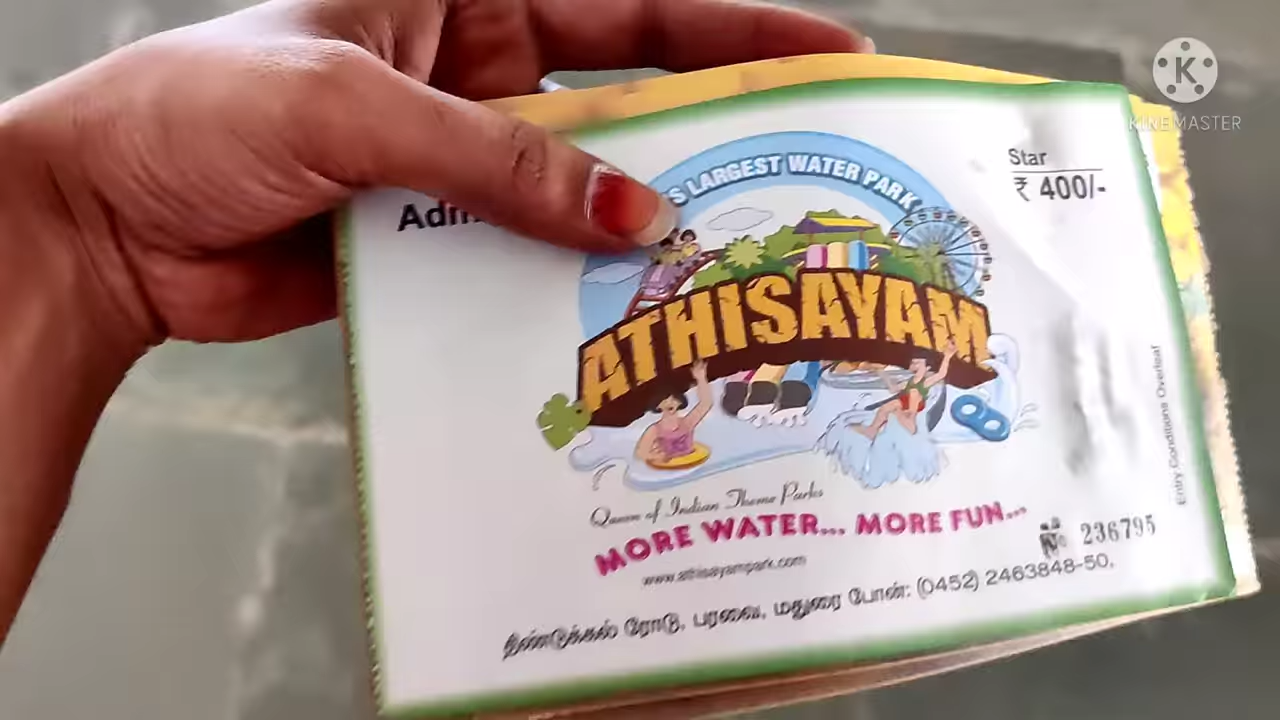 KINEMASTER
Star
₹ 400/-
LARGEST WATER PARK
ATHISAYAM
Queen of Indian Theme Parks
MORE WATER... MORE FUN...
www.athisayampark.com
Entry Conditions Overleaf
236795
திண்டுக்கல் ரோடு, பரவை, மதுரை போன்: (0452) 2463848-50.